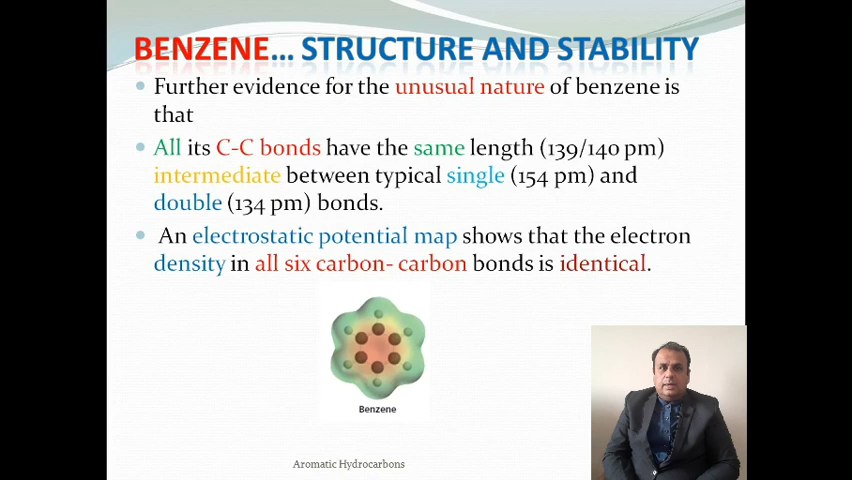 BENZENE... STRUCTURE AND STABILITY
Further evidence for the unusual nature of benzene is
that
All its C-C bonds have the same length (139/140 pm)
intermediate between typical single (154 pm) and
double (134 pm) bonds.
An electrostatic potential map shows that the electron
density in all six carbon- carbon bonds is identical.
Benzene
Aromatic Hydrocarbons